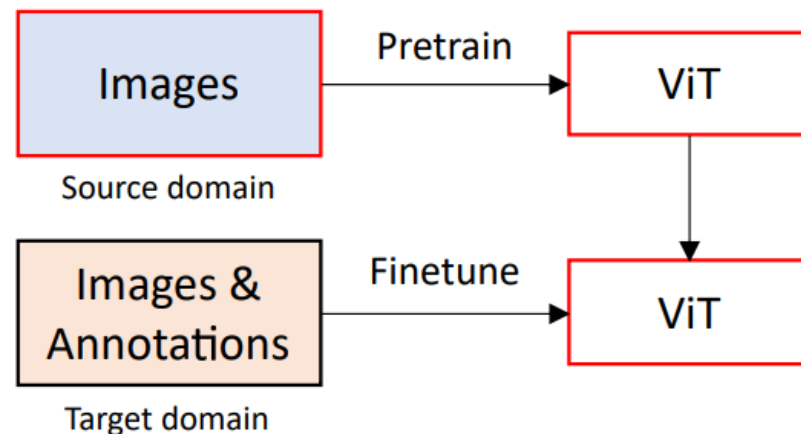 Images
Pretrain
ViT
Source domain
Images &
Annotations
Finetune
ViT
Target domain